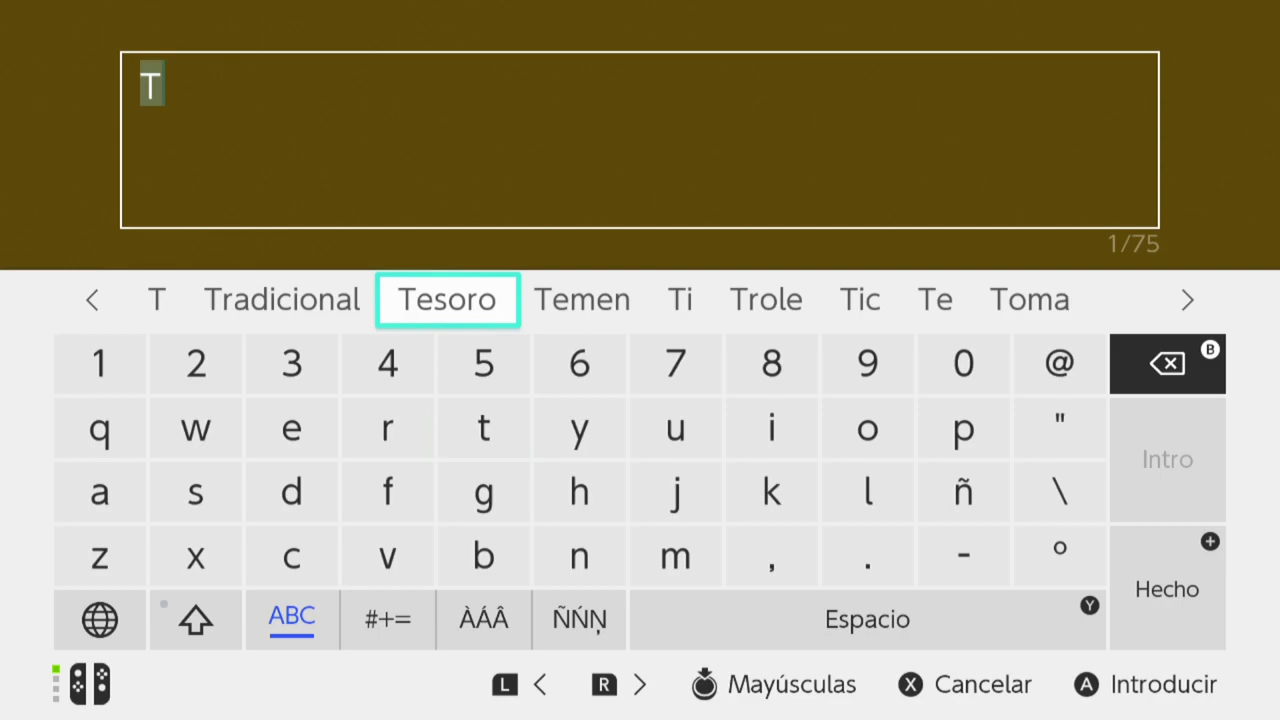 T
1/75
T Tradicional Tesoro Temen Ti Trole Tic Te Toma
1 2 3 4 5 6 7 8 9 0 @ B
q w e r t y u i o p "
Intro
a s d f g h j k l ñ \
z x c v b n m , . - º
Hecho
ABC #+= ÀÁÂ ÑŃŅ Espacio Y
L R Mayúsculas X Cancelar A Introducir